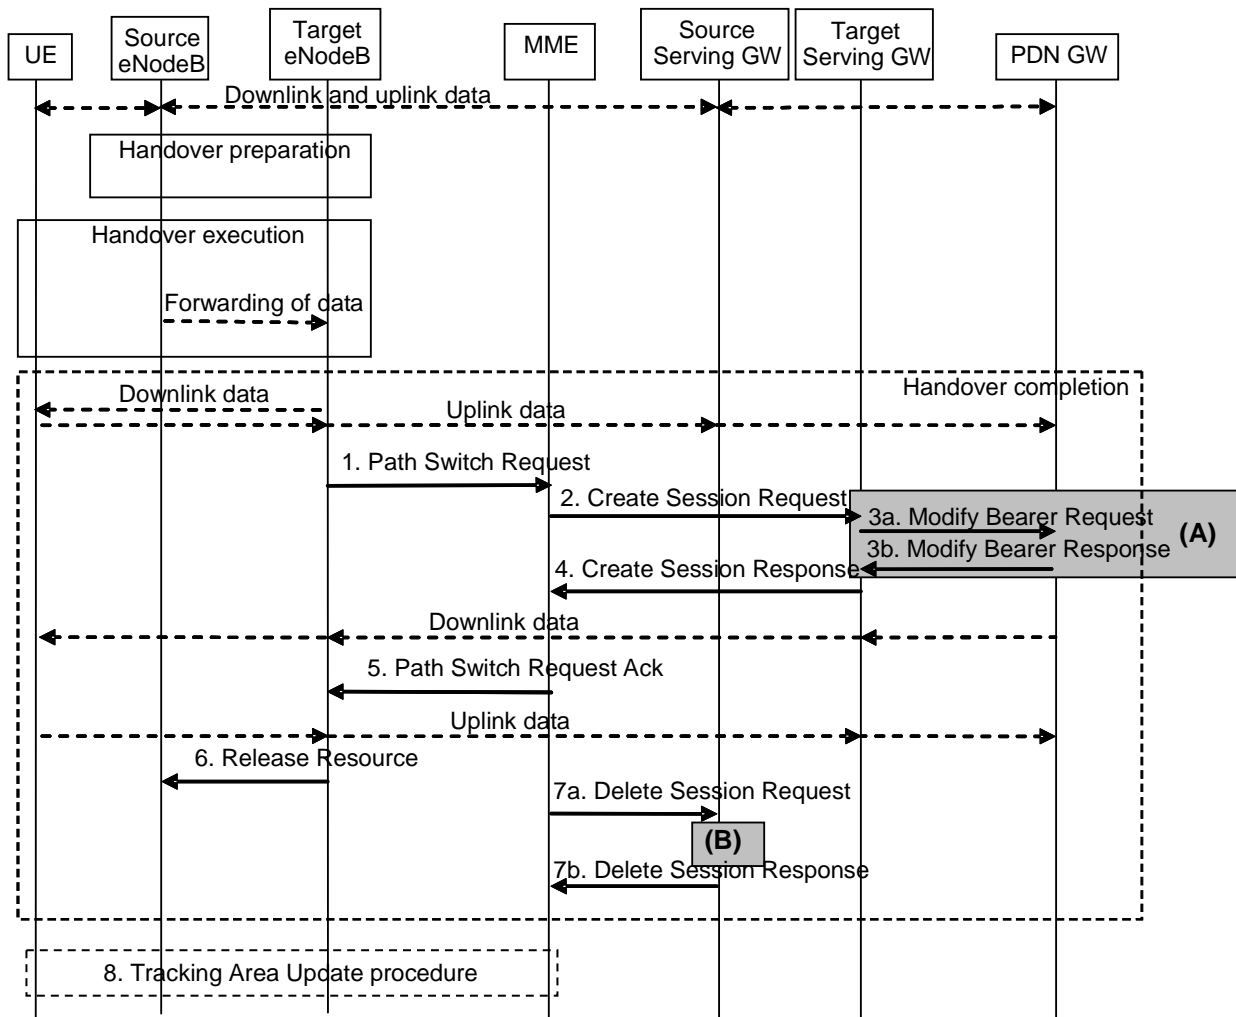 UE
Source
eNodeB
Target
eNodeB
MME
Source
Serving GW
Target
Serving GW
PDN GW
Downlink and uplink data
Handover preparation
Handover execution
Forwarding of data
Handover completion
Downlink data
Uplink data
1. Path Switch Request
2. Create Session Request
3a. Modify Bearer Request
(A)
3b. Modify Bearer Response
4. Create Session Response
Downlink data
5. Path Switch Request Ack
Uplink data
6. Release Resource
7a. Delete Session Request
(B)
7b. Delete Session Response
8. Tracking Area Update procedure